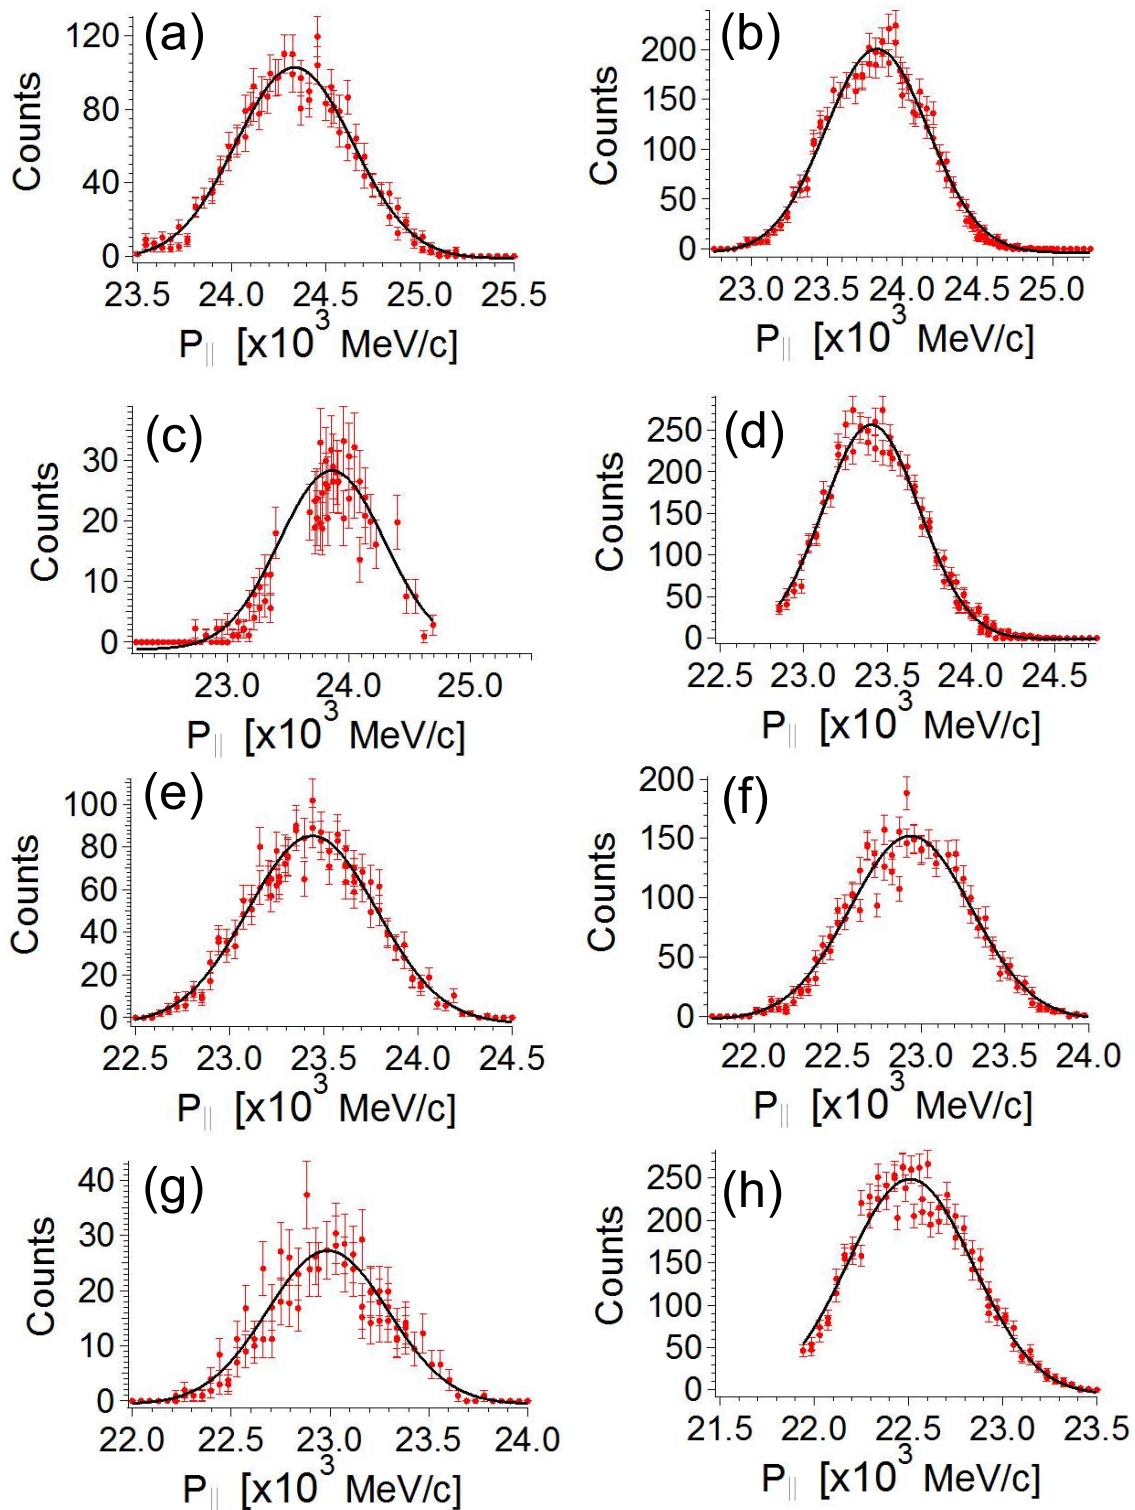 (a)
Counts
120
80
40
0
23.5 24.0 24.5 25.0 25.5
P|| [x10³ MeV/c]
(b)
Counts
200
150
100
50
0
23.0 23.5 24.0 24.5 25.0
P|| [x10³ MeV/c]
(c)
Counts
30
20
10
0
23.0 24.0 25.0
P|| [x10³ MeV/c]
(d)
Counts
250
200
150
100
50
0
22.5 23.0 23.5 24.0 24.5
P|| [x10³ MeV/c]
(e)
Counts
100
80
60
40
20
0
22.5 23.0 23.5 24.0 24.5
P|| [x10³ MeV/c]
(f)
Counts
200
150
100
50
0
22.0 22.5 23.0 23.5 24.0
P|| [x10³ MeV/c]
(g)
Counts
40
30
20
10
0
22.0 22.5 23.0 23.5 24.0
P|| [x10³ MeV/c]
(h)
Counts
250
200
150
100
50
0
21.5 22.0 22.5 23.0 23.5
P|| [x10³ MeV/c]